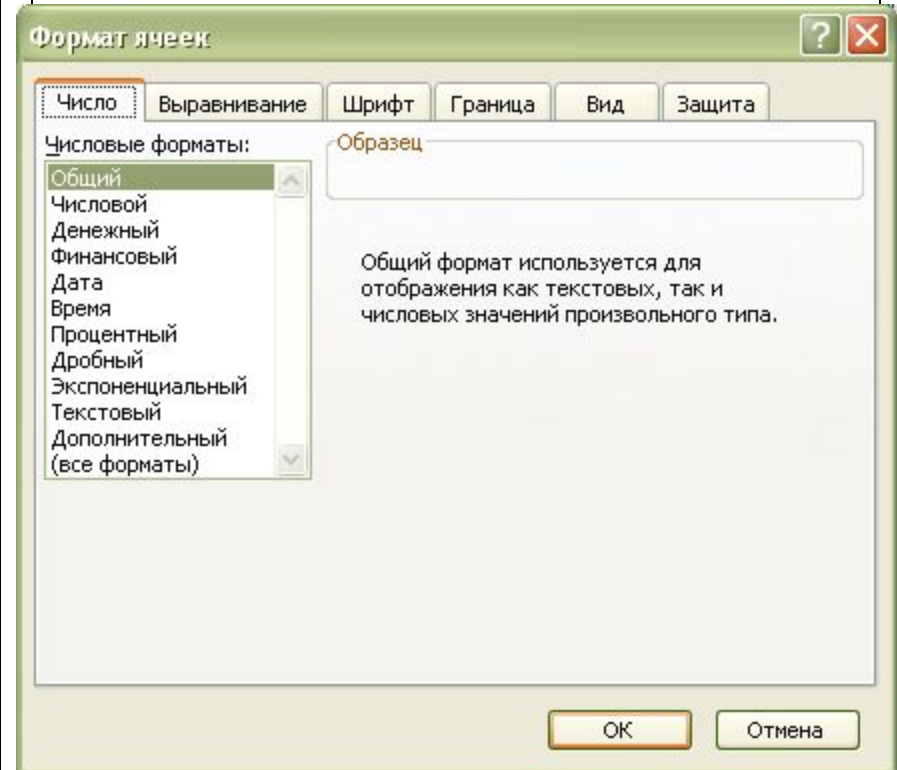 Формат ячеек
Число Выравнивание Шрифт Граница Вид Защита
Числовые форматы:
Образец
Общий
Числовой
Денежный
Финансовый
Дата
Время
Процентный
Дробный
Экспоненциальный
Текстовый
Дополнительный
(все форматы)
Общий формат используется для
отображения как текстовых, так и
числовых значений произвольного типа.
ОК Отмена